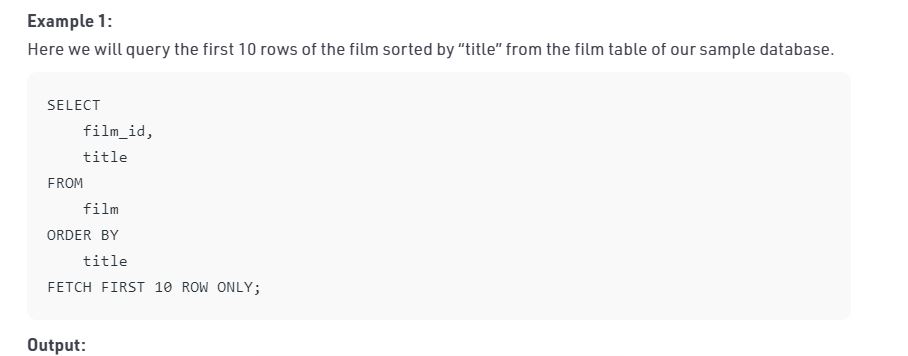 Example 1:
Here we will query the first 10 rows of the film sorted by “title” from the film table of our sample database.
SELECT
    film_id,
    title
FROM
    film
ORDER BY
    title
FETCH FIRST 10 ROW ONLY;
Output: